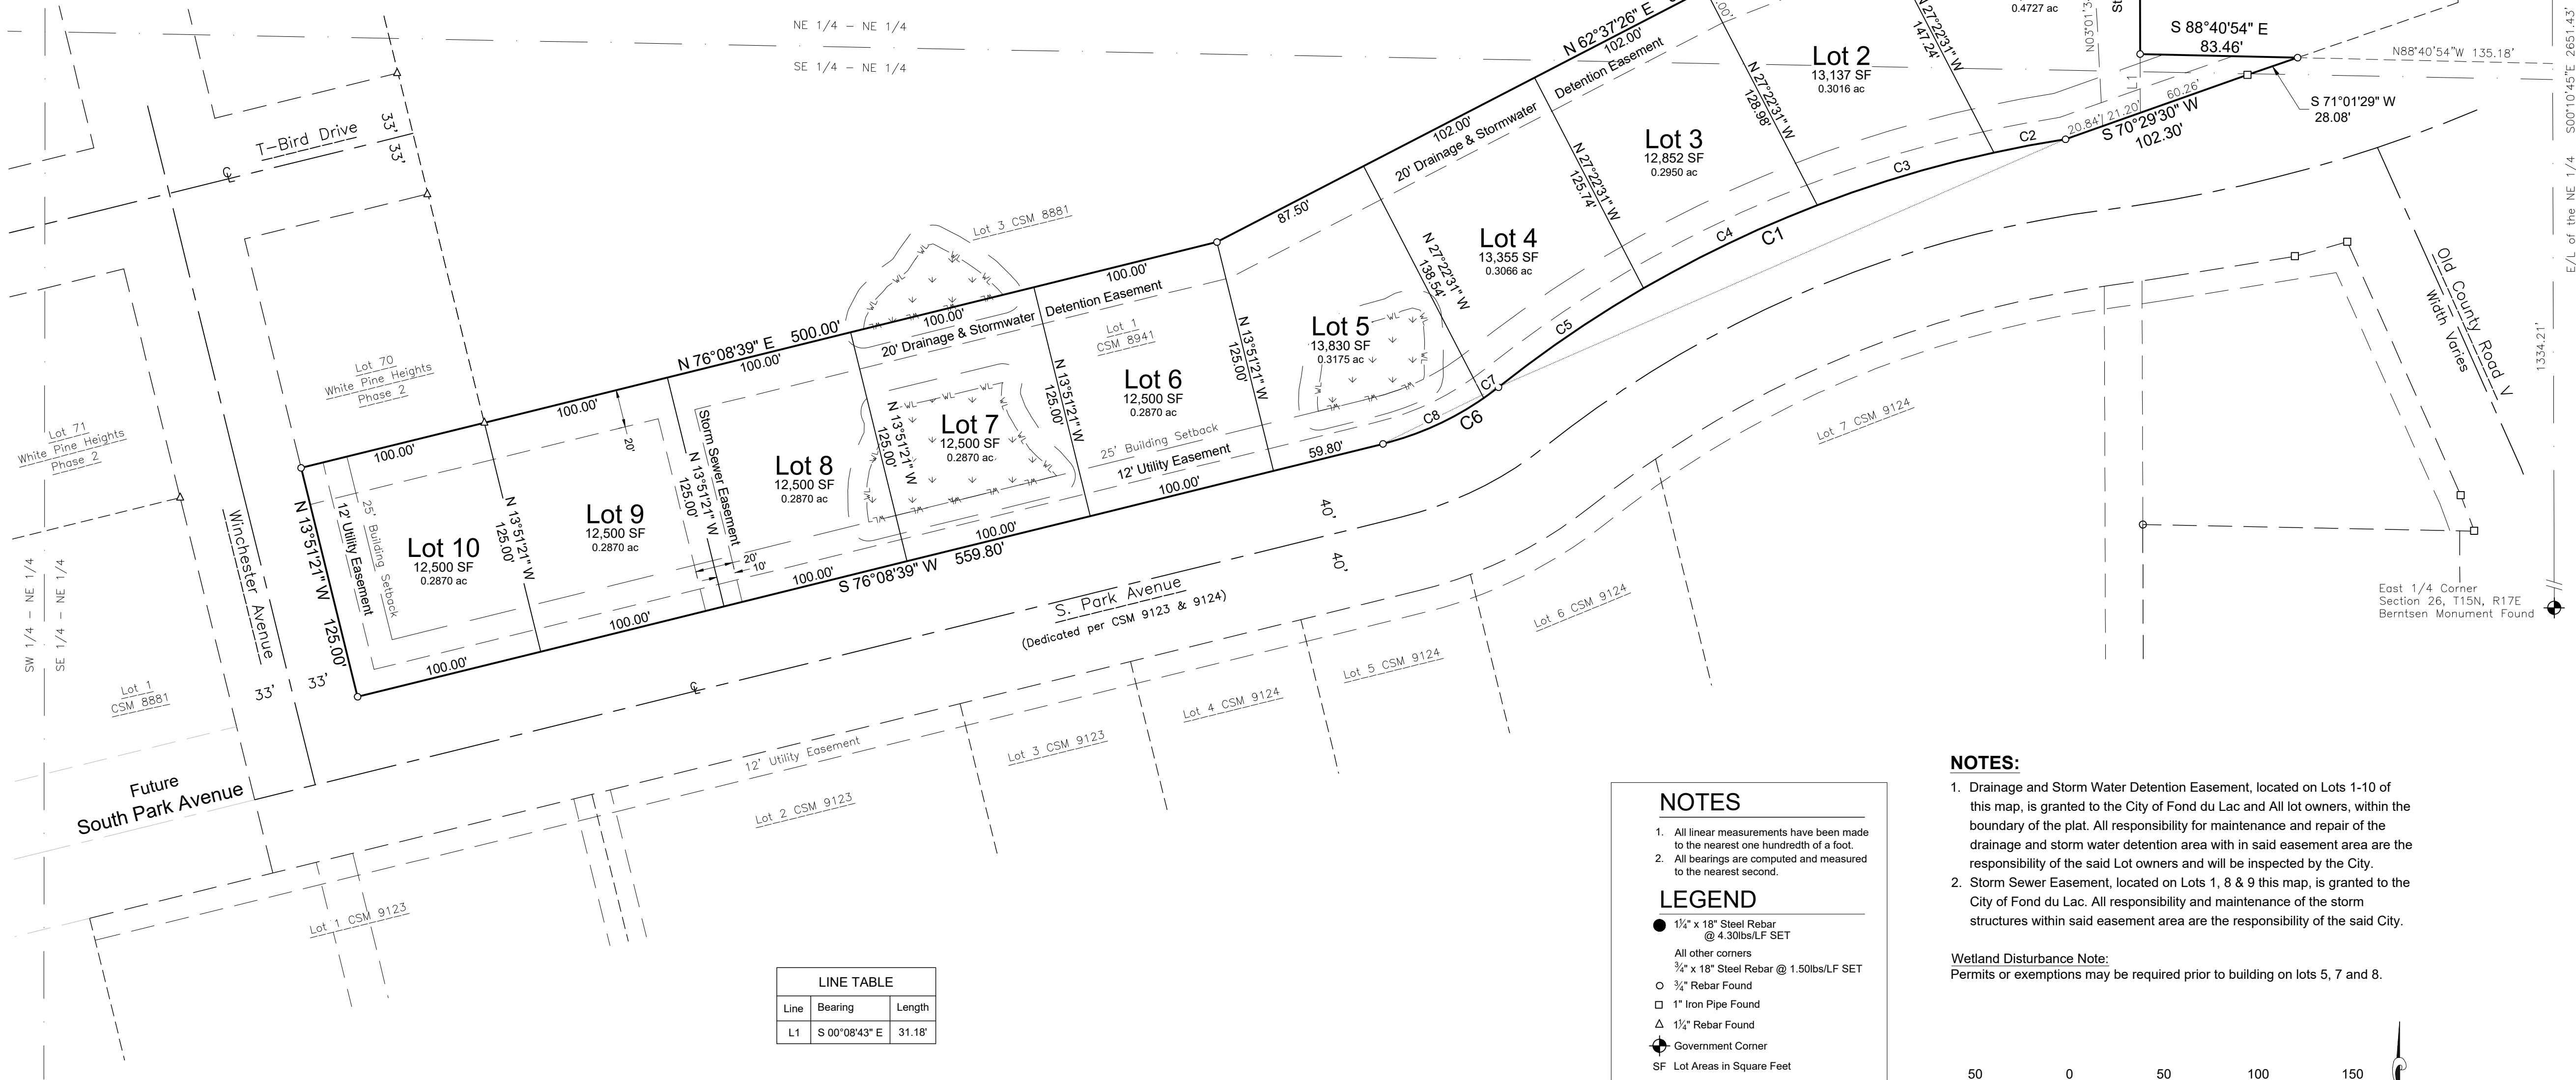 NE 1/4 - NE 1/4
SE 1/4 - NE 1/4
T-Bird Drive
33'
33'
℄
N 62°37'26" E
102.00'
Detention Easement
102.00'
20' Drainage & Stormwater
87.50'
Lot 2
13,137 SF
0.3016 ac
N 27°22'31" W
147.24'
N 27°22'31" W
128.98'
0.4727 ac
S 88°40'54" E
83.46'
N88°40'54"W 135.18'
S00°10'45"E 2651.43'
E/L of the NE 1/4
1334.21'
L1
20.84'
21.20'
60.26'
S 70°29'30" W
102.30'
S 71°01'29" W
28.08'
C2
C3
C4
C1
C5
C7
C8
C6
Lot 3
12,852 SF
0.2950 ac
N 27°22'31" W
125.74'
Lot 4
13,355 SF
0.3066 ac
N 27°22'31" W
138.54'
Lot 5
13,830 SF
0.3175 ac
Lot 3 CSM 8881
100.00'
Detention Easement
100.00'
20' Drainage & Stormwater
N 76°08'39" E 500.00'
100.00'
100.00'
100.00'
Lot 1
CSM 8941
Lot 6
12,500 SF
0.2870 ac
N 13°51'21" W
125.00'
N 13°51'21" W
125.00'
Lot 7
12,500 SF
0.2870 ac
N 13°51'21" W
125.00'
Lot 8
12,500 SF
0.2870 ac
Storm Sewer Easement
N 13°51'21" W
125.00'
20'
Lot 9
12,500 SF
0.2870 ac
N 13°51'21" W
125.00'
Lot 10
12,500 SF
0.2870 ac
25' Building Setback
12' Utility Easement
N 13°51'21" W 125.00'
25' Building Setback
12' Utility Easement
59.80'
100.00'
100.00'
100.00'
100.00'
100.00'
20'
10'
S 76°08'39" W 559.80'
Lot 70
White Pine Heights
Phase 2
Lot 71
White Pine Heights
Phase 2
Winchester Avenue
33'
33'
SW 1/4 - NE 1/4
SE 1/4 - NE 1/4
Lot 1
CSM 8881
Future
South Park Avenue
℄
S. Park Avenue
(Dedicated per CSM 9123 & 9124)
40'
40'
Old County Road V
Width Varies
Lot 7 CSM 9124
Lot 6 CSM 9124
Lot 5 CSM 9124
Lot 4 CSM 9124
Lot 3 CSM 9123
12' Utility Easement
Lot 2 CSM 9123
Lot 1 CSM 9123
East 1/4 Corner
Section 26, T15N, R17E
Berntsen Monument Found
LINE TABLE
Line Bearing Length
L1 S 00°08'43" E 31.18'
NOTES
1. All linear measurements have been made
to the nearest one hundredth of a foot.
2. All bearings are computed and measured
to the nearest second.
LEGEND
1¼" x 18" Steel Rebar
@ 4.30lbs/LF SET
All other corners
¾" x 18" Steel Rebar @ 1.50lbs/LF SET
¾" Rebar Found
1" Iron Pipe Found
1¼" Rebar Found
Government Corner
SF Lot Areas in Square Feet
NOTES:
1. Drainage and Storm Water Detention Easement, located on Lots 1-10 of
this map, is granted to the City of Fond du Lac and All lot owners, within the
boundary of the plat. All responsibility for maintenance and repair of the
drainage and storm water detention area with in said easement area are the
responsibility of the said Lot owners and will be inspected by the City.
2. Storm Sewer Easement, located on Lots 1, 8 & 9 this map, is granted to the
City of Fond du Lac. All responsibility and maintenance of the storm
structures within said easement area are the responsibility of the said City.
Wetland Disturbance Note:
Permits or exemptions may be required prior to building on lots 5, 7 and 8.
50 0 50 100 150